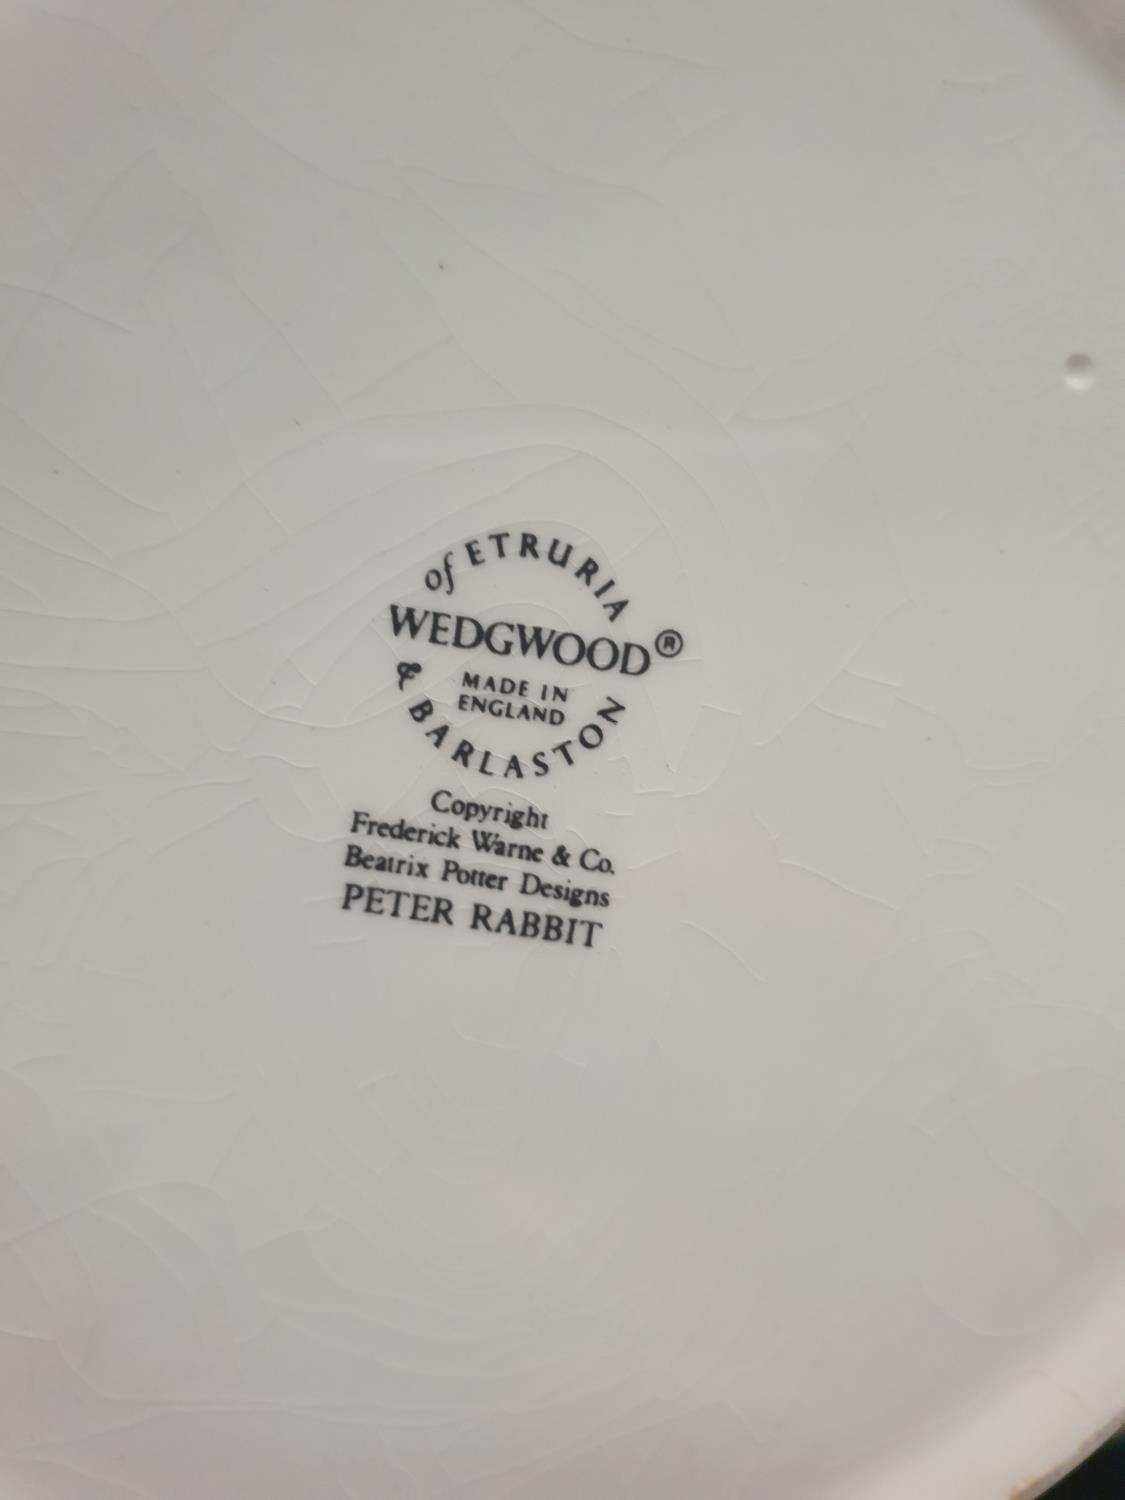 of ETRURIA
WEDGWOOD®
MADE IN
ENGLAND
& BARLASTON
Copyright
Frederick Warne & Co.
Beatrix Potter Designs
PETER RABBIT